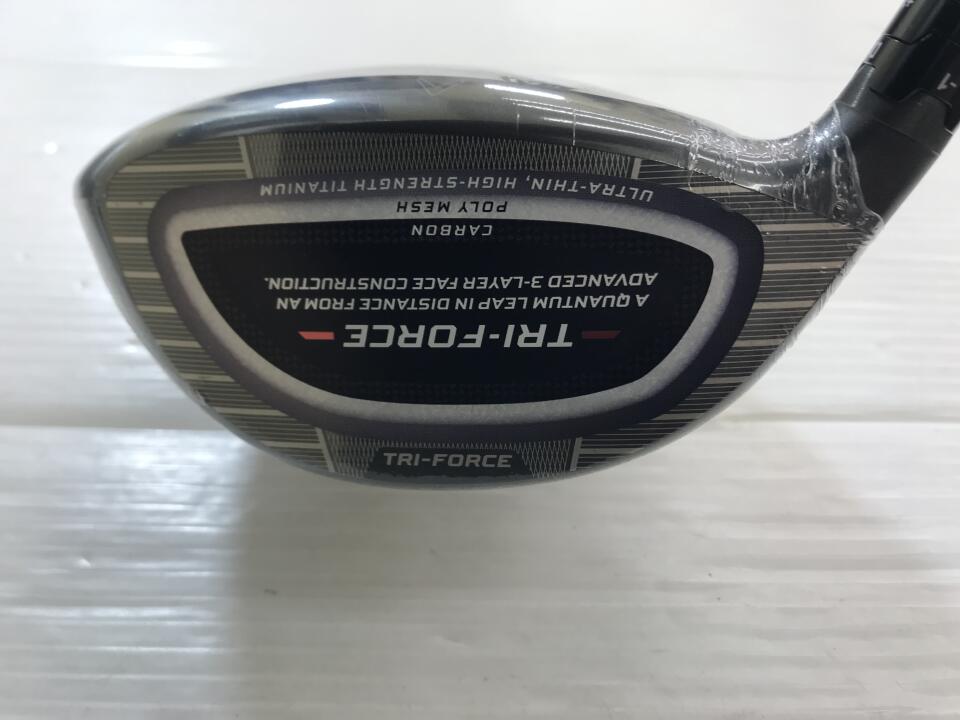 TRI-FORCE
A QUANTUM LEAP IN DISTANCE FROM AN
ADVANCED 3-LAYER FACE CONSTRUCTION.
CARBON
POLY MESH
ULTRA-THIN, HIGH-STRENGTH TITANIUM
TRI-FORCE
-1